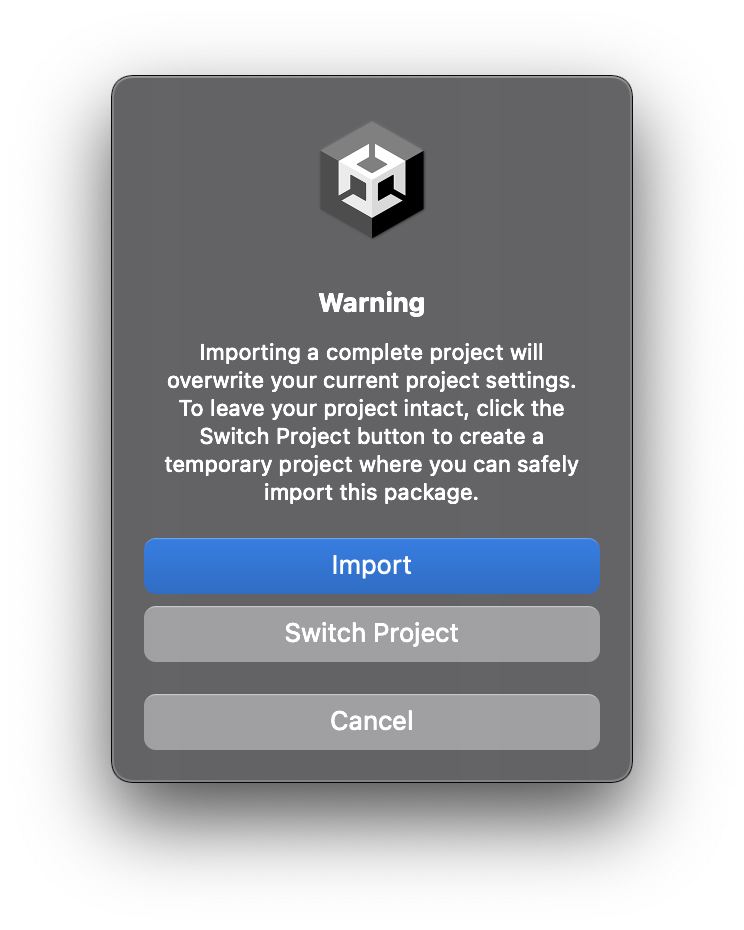 Warning
Importing a complete project will
overwrite your current project settings.
To leave your project intact, click the
Switch Project button to create a
temporary project where you can safely
import this package.
Import
Switch Project
Cancel